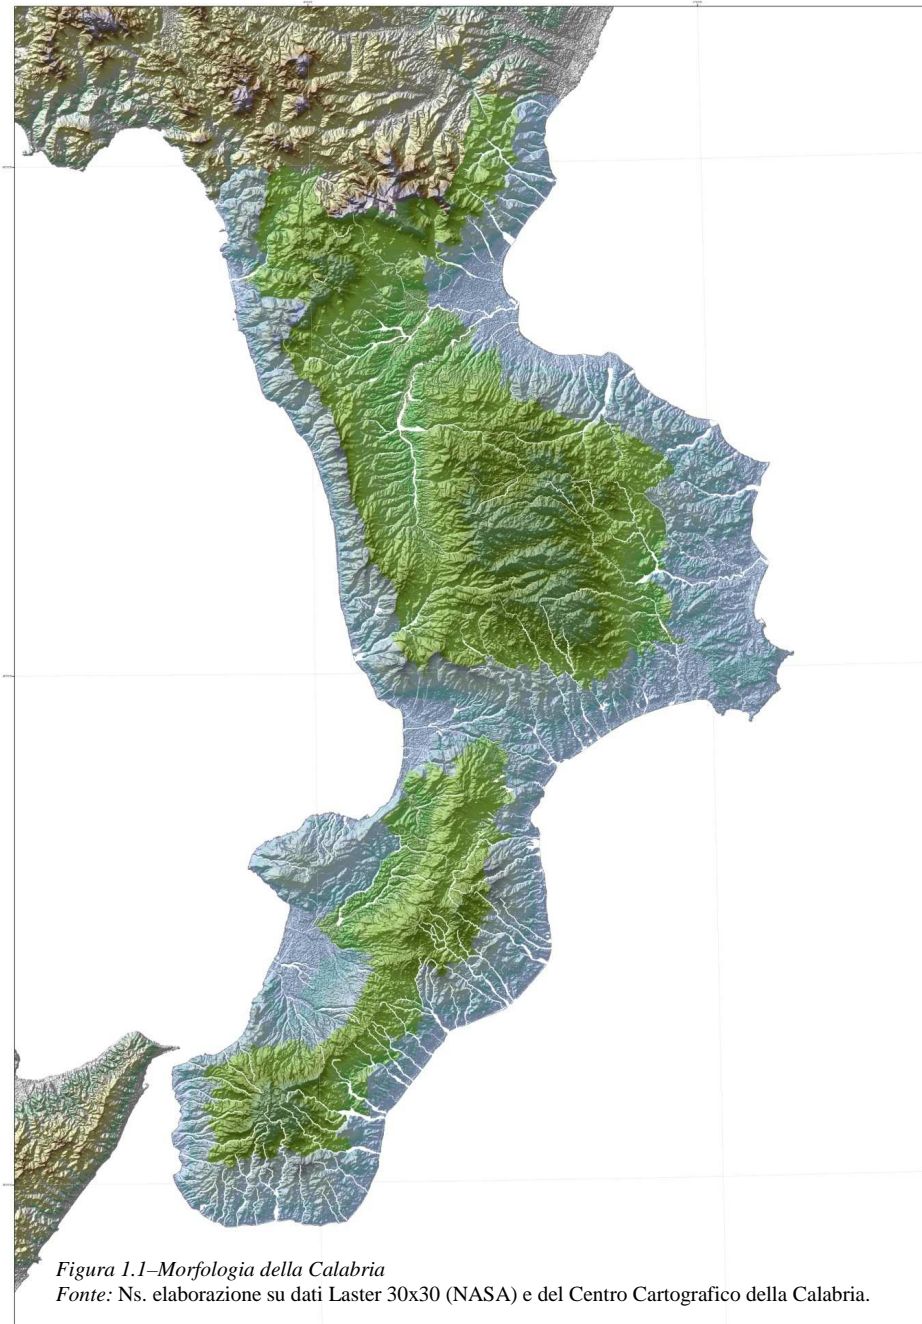 Figura 1.1–Morfologia della Calabria
Fonte: Ns. elaborazione su dati Laster 30x30 (NASA) e del Centro Cartografico della Calabria.